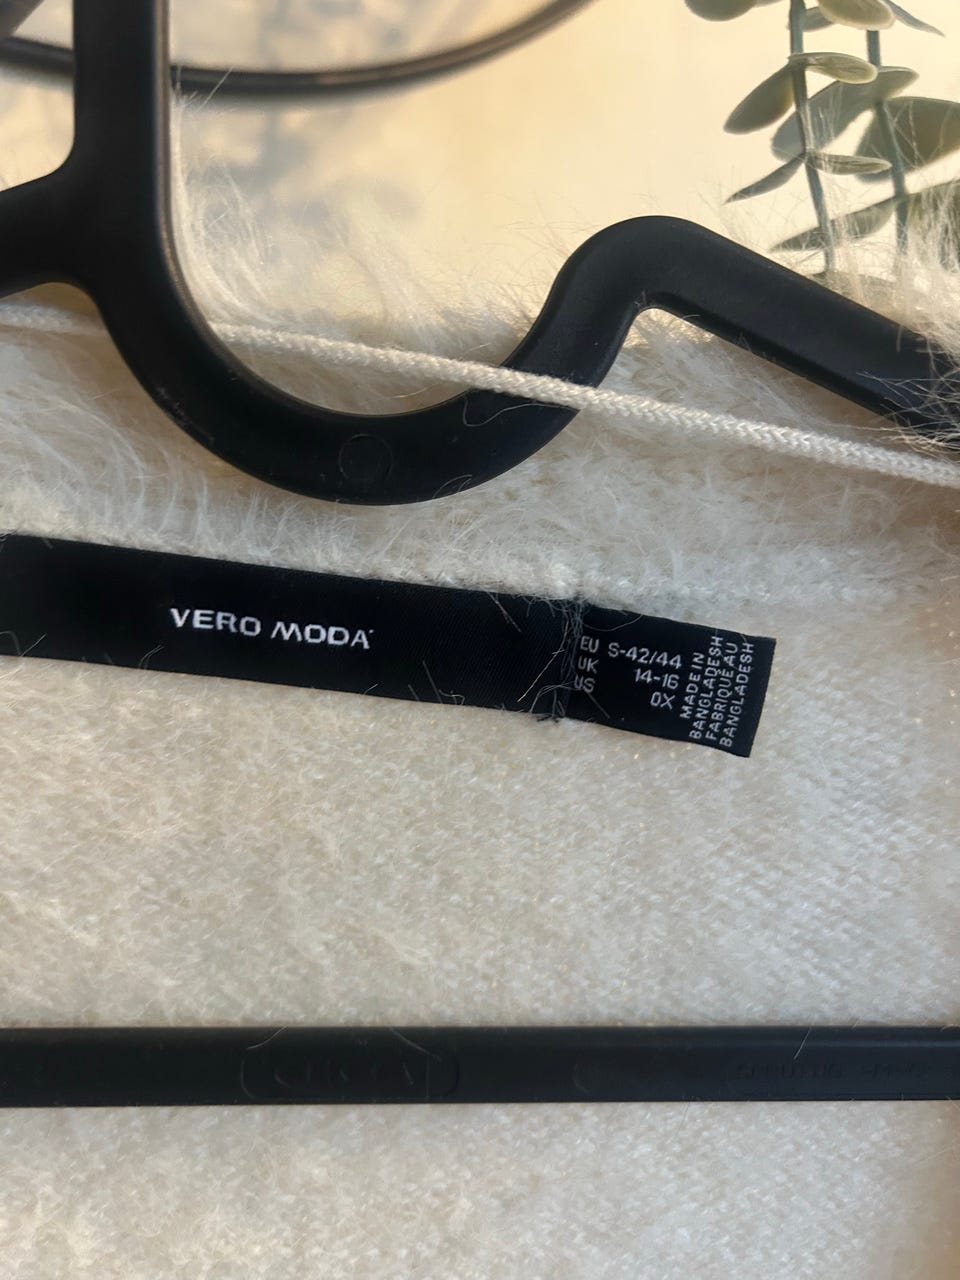 VERO MODA
EU S-42/44
UK 14-16
US 0X
MADE IN
BANGLADESH
FABRIQUÉ AU
BANGLADESH